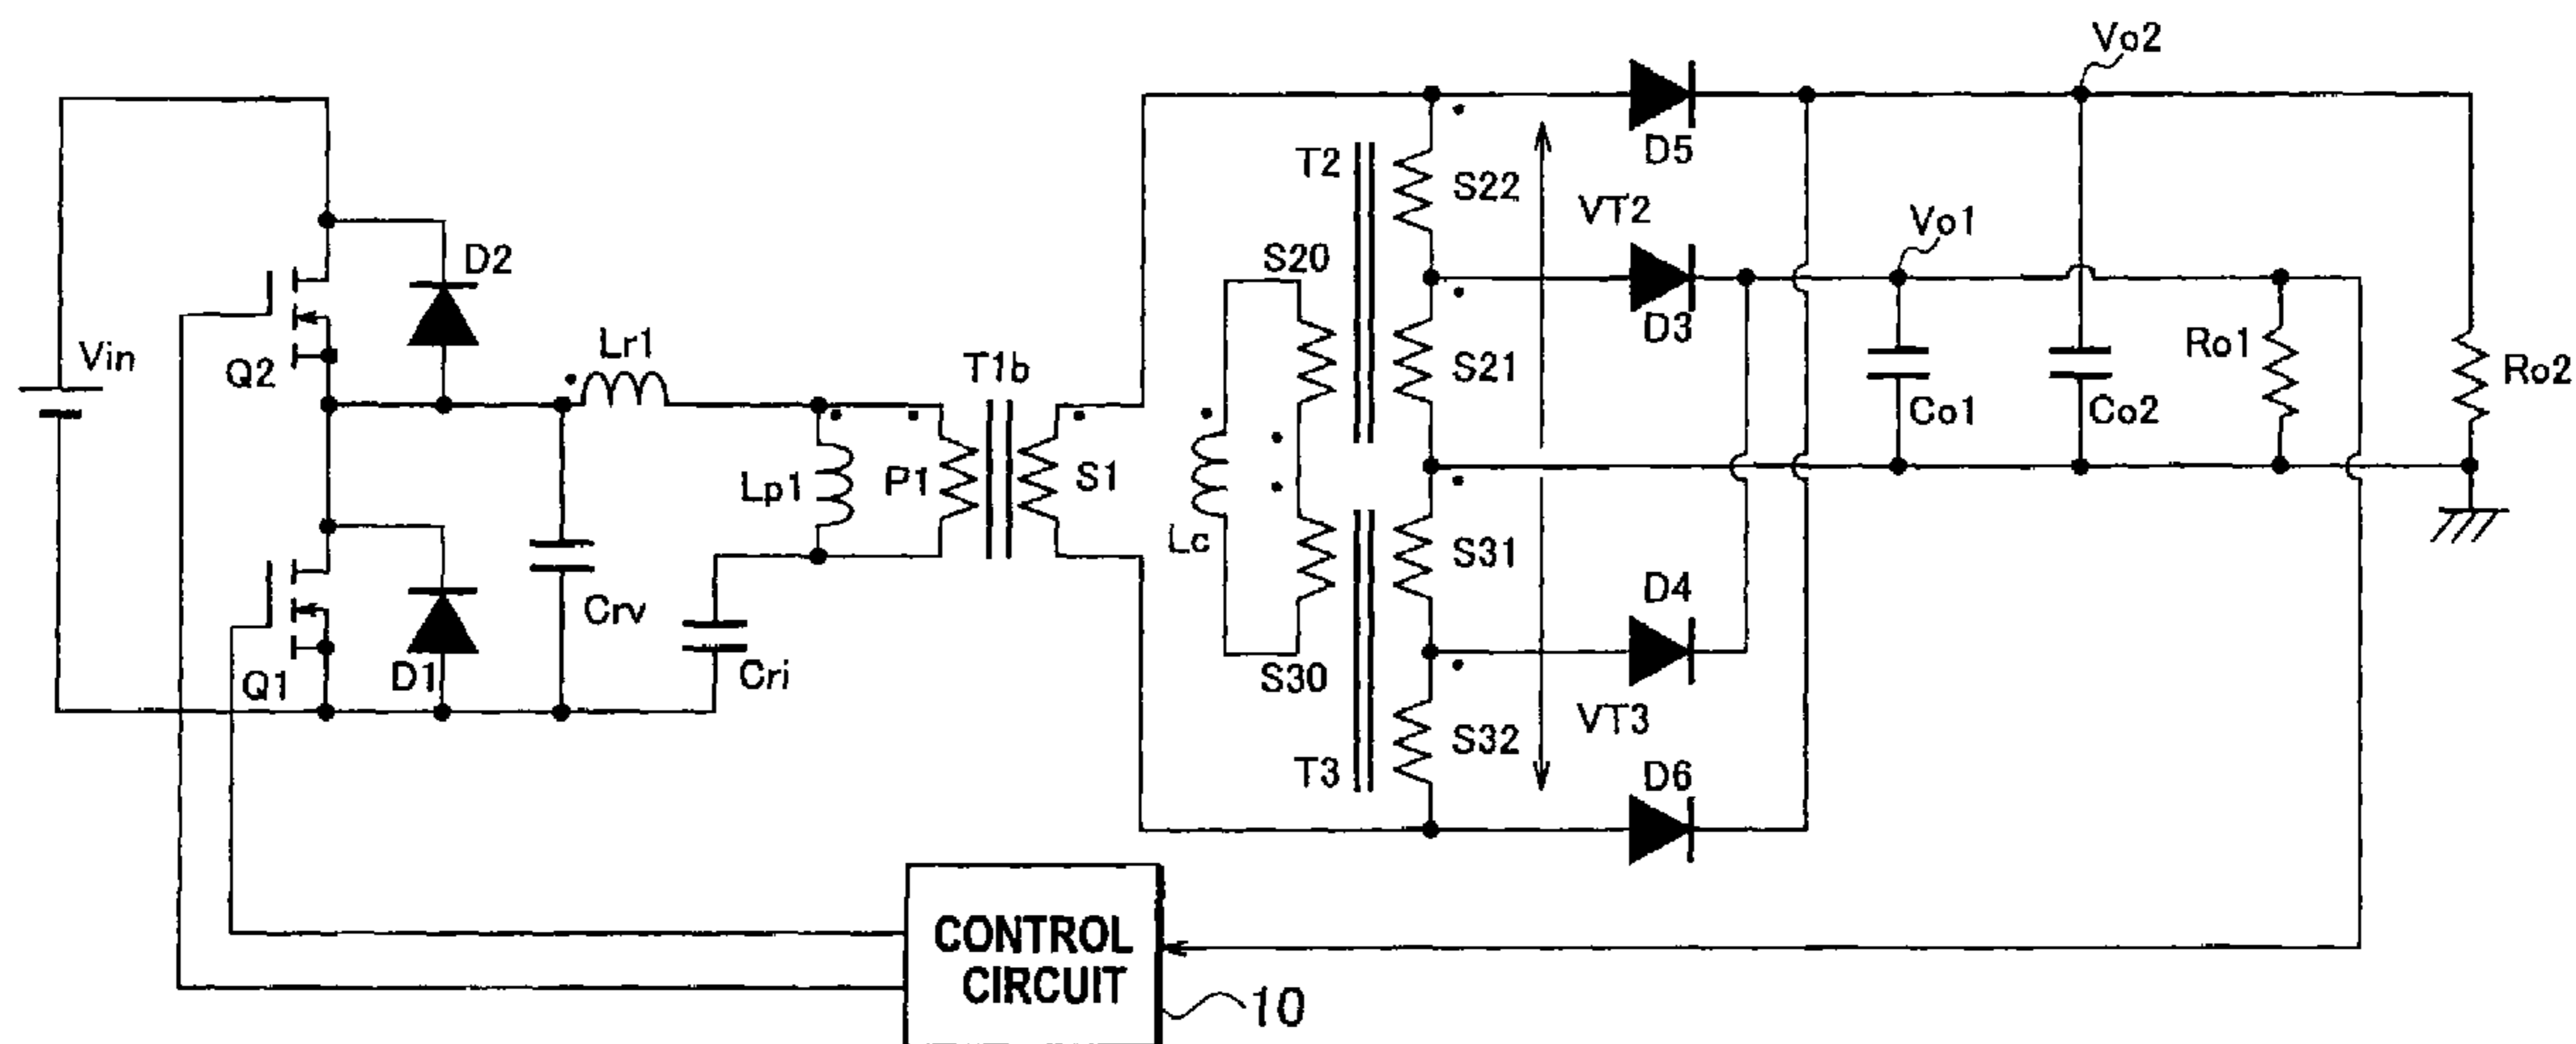 Vo2
D5
T2
S22
VT2
Vo1
D2
S20
D3
Vin
Q2
Lr1
T1b
S21
Ro1
Ro2
Co1
Co2
Lp1
P1
S1
Lc
S31
D4
Crv
Q1
D1
Cri
S30
VT3
S32
T3
D6
CONTROL
CIRCUIT
10